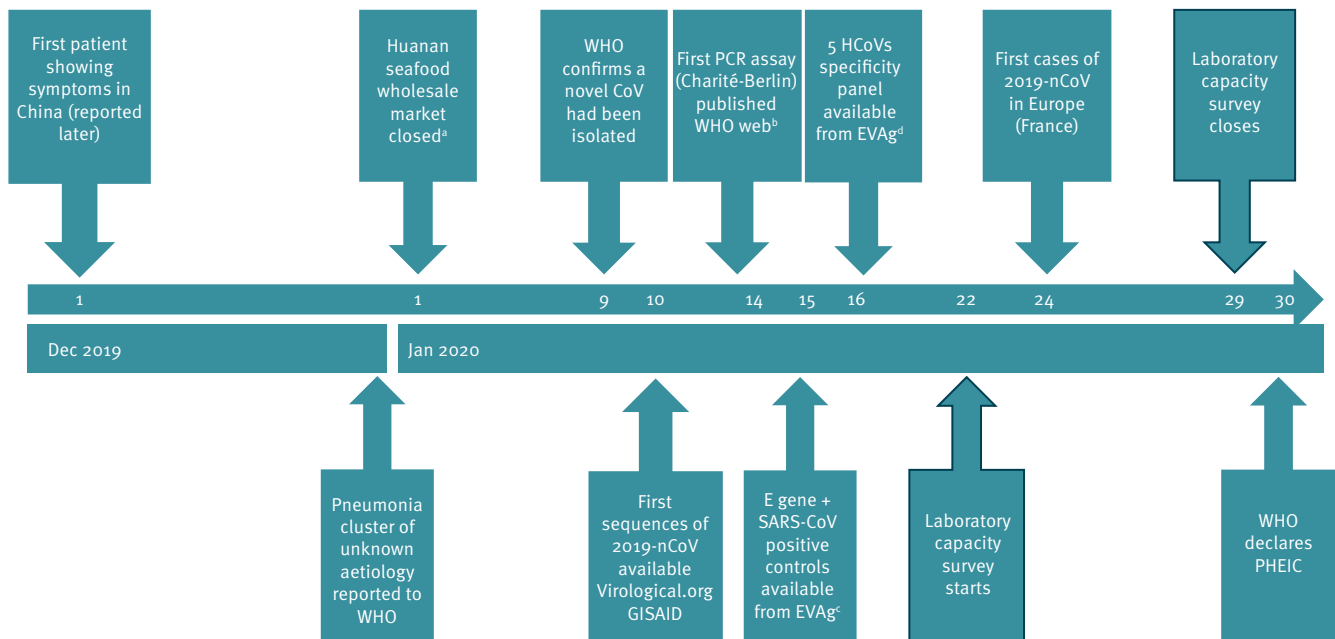 First patient
showing
symptoms in
China (reported
later)
Huanan
seafood
wholesale
market
closedᵃ
WHO
confirms a
novel CoV
had been
isolated
First PCR assay
(Charité-Berlin)
published
WHO webᵇ
5 HCoVs
specificity
panel
available
from EVAgᵈ
First cases of
2019-nCoV
in Europe
(France)
Laboratory
capacity
survey
closes
1 1 9 10 14 15 16 22 24 29 30
Dec 2019 Jan 2020
Pneumonia
cluster of
unknown
aetiology
reported to
WHO
First
sequences of
2019-nCoV
available
Virological.org
GISAID
E gene +
SARS-CoV
positive
controls
available
from EVAgᶜ
Laboratory
capacity
survey
starts
WHO
declares
PHEIC